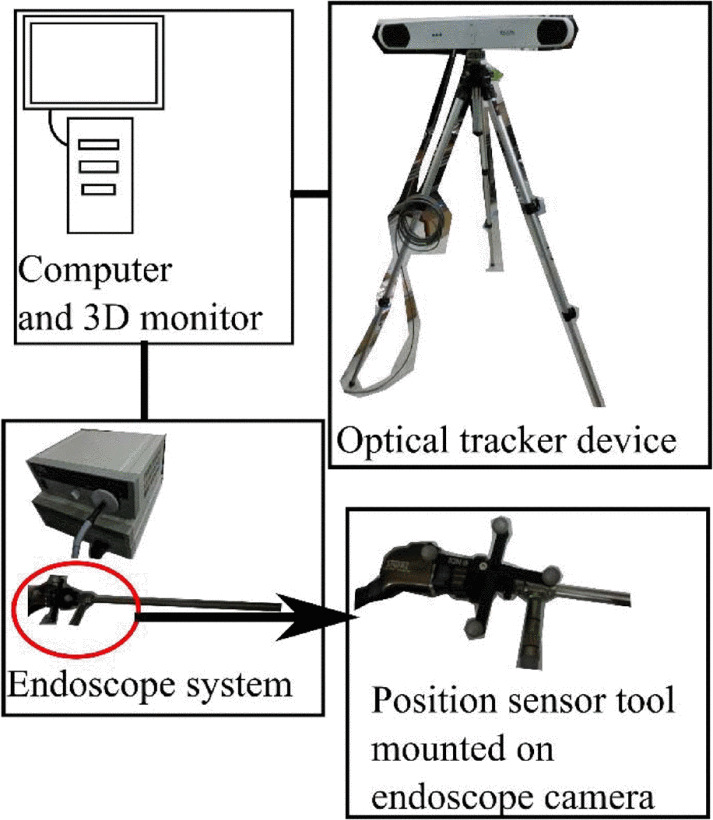 Computer
and 3D monitor
Optical tracker device
Endoscope system
Position sensor tool
mounted on
endoscope camera